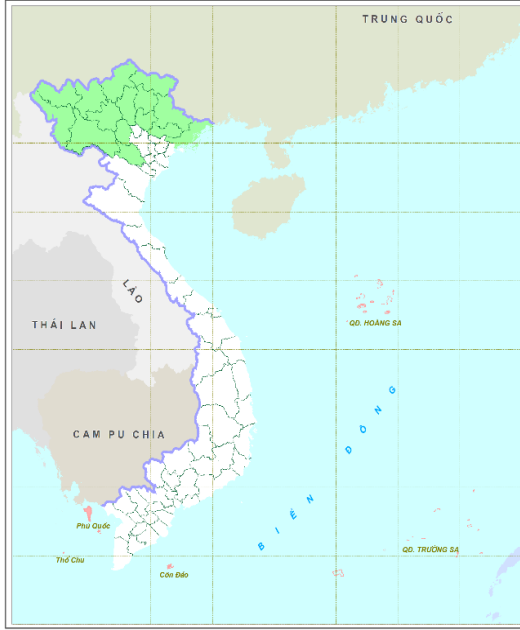 TRUNG QUỐC
LÀO
THÁI LAN
QĐ. HOÀNG SA
CAM PU CHIA
BIỂN ĐÔNG
Phú Quốc
QĐ. TRƯỜNG SA
Thổ Chu
Côn Đảo